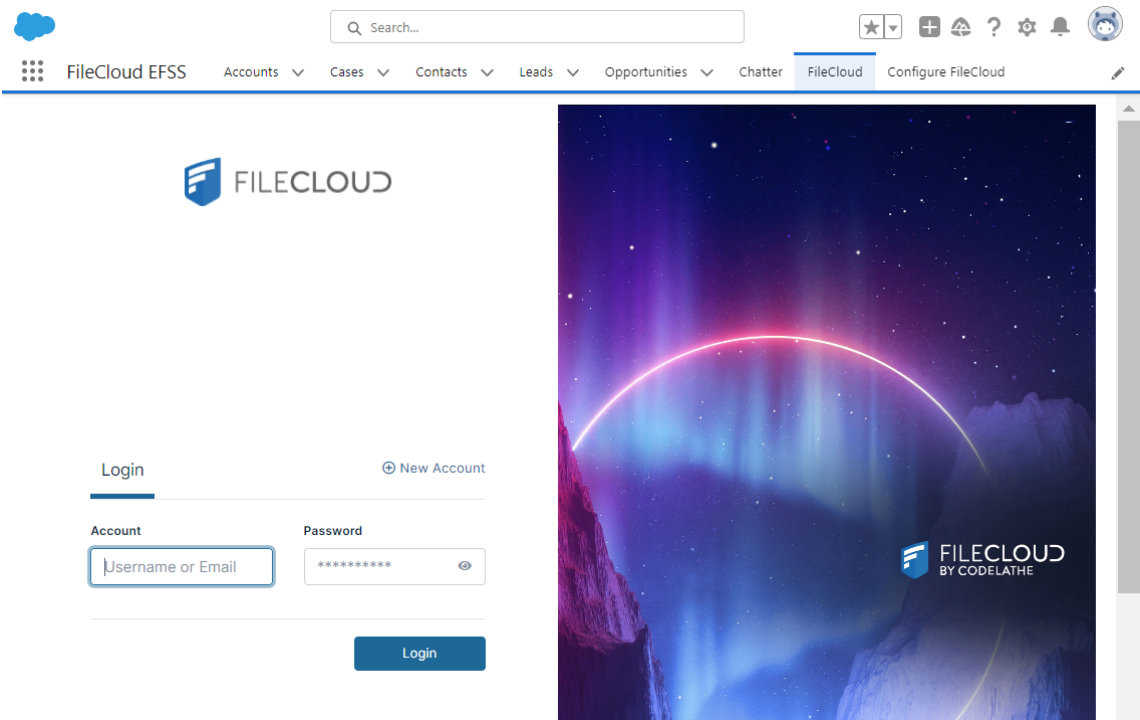 Search...
FileCloud EFSS Accounts Cases Contacts Leads Opportunities Chatter FileCloud Configure FileCloud
FILECLOUD
Login
New Account
Account Password
Username or Email **********
Login
FILECLOUD
BY CODELATHE